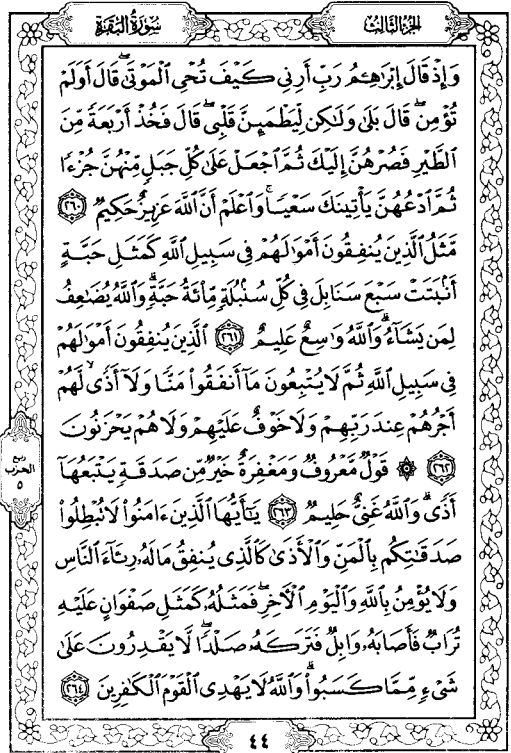 الجزء الثالث
سورة البقرة
وَإِذْ قَالَ إِبْرَٰهِـۧمُ رَبِّ أَرِنِى كَيْفَ تُحْىِ ٱلْمَوْتَىٰ ۖ قَالَ أَوَلَمْ
تُؤْمِن ۖ قَالَ بَلَىٰ وَلَـٰكِن لِّيَطْمَئِنَّ قَلْبِى ۖ قَالَ فَخُذْ أَرْبَعَةً مِّنَ
ٱلطَّيْرِ فَصُرْهُنَّ إِلَيْكَ ثُمَّ ٱجْعَلْ عَلَىٰ كُلِّ جَبَلٍ مِّنْهُنَّ جُزْءًا
ثُمَّ ٱدْعُهُنَّ يَأْتِينَكَ سَعْيًا ۚ وَٱعْلَمْ أَنَّ ٱللَّهَ عَزِيزٌ حَكِيمٌ ٢٦٠
مَّثَلُ ٱلَّذِينَ يُنفِقُونَ أَمْوَٰلَهُمْ فِى سَبِيلِ ٱللَّهِ كَمَثَلِ حَبَّةٍ
أَنۢبَتَتْ سَبْعَ سَنَابِلَ فِى كُلِّ سُنۢبُلَةٍ مِّا۟ئَةُ حَبَّةٍ ۗ وَٱللَّهُ يُضَـٰعِفُ
لِمَن يَشَآءُ ۗ وَٱللَّهُ وَٰسِعٌ عَلِيمٌ ٢٦١ ٱلَّذِينَ يُنفِقُونَ أَمْوَٰلَهُمْ
فِى سَبِيلِ ٱللَّهِ ثُمَّ لَا يُتْبِعُونَ مَآ أَنفَقُوا۟ مَنًّا وَلَآ أَذًى ۙ لَّهُمْ
أَجْرُهُمْ عِندَ رَبِّهِمْ وَلَا خَوْفٌ عَلَيْهِمْ وَلَا هُمْ يَحْزَنُونَ
٢٦٢ ۞ قَوْلٌ مَّعْرُوفٌ وَمَغْفِرَةٌ خَيْرٌ مِّن صَدَقَةٍ يَتْبَعُهَآ
أَذًى ۗ وَٱللَّهُ غَنِىٌّ حَلِيمٌ ٢٦٣ يَـٰٓأَيُّهَا ٱلَّذِينَ ءَامَنُوا۟ لَا تُبْطِلُوا۟
صَدَقَـٰتِكُم بِٱلْمَنِّ وَٱلْأَذَىٰ كَٱلَّذِى يُنفِقُ مَالَهُۥ رِئَآءَ ٱلنَّاسِ
وَلَا يُؤْمِنُ بِٱللَّهِ وَٱلْيَوْمِ ٱلْـَٔاخِرِ ۖ فَمَثَلُهُۥ كَمَثَلِ صَفْوَانٍ عَلَيْهِ
تُرَابٌ فَأَصَابَهُۥ وَابِلٌ فَتَرَكَهُۥ صَلْدًا ۖ لَّا يَقْدِرُونَ عَلَىٰ
شَىْءٍ مِّمَّا كَسَبُوا۟ ۗ وَٱللَّهُ لَا يَهْدِى ٱلْقَوْمَ ٱلْكَـٰفِرِينَ ٢٦٤
ربع
الحزب
٥
٤٤